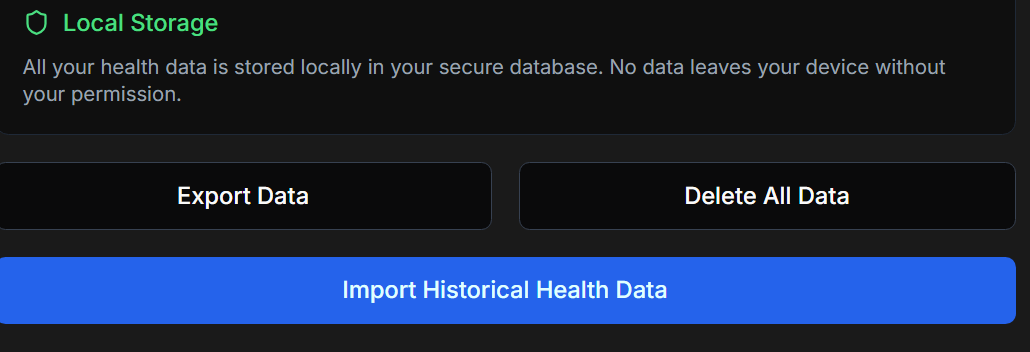 Local Storage
All your health data is stored locally in your secure database. No data leaves your device without
your permission.
Export Data
Delete All Data
Import Historical Health Data